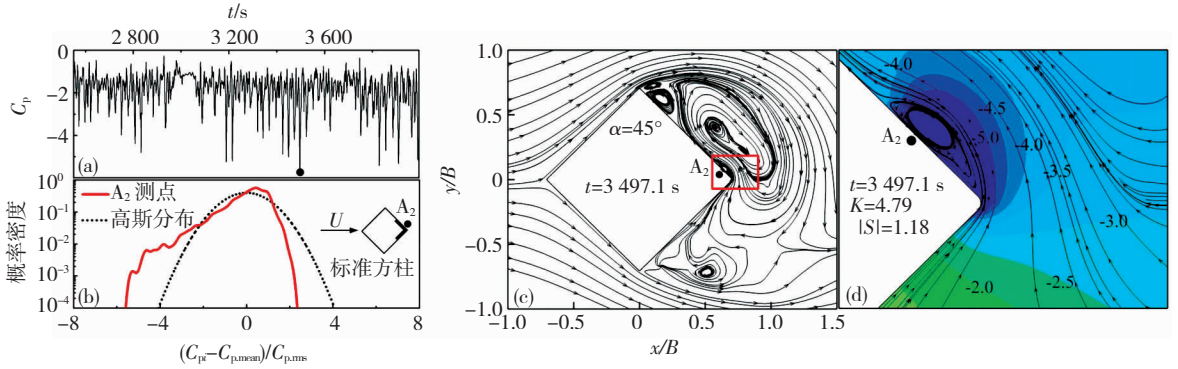 t/s
2 800
3 200
3 600
0
-2
-4
C_p
(a)
10^0
10^-1
10^-2
10^-3
10^-4
概率密度
A_2 测点
高斯分布
U
A_2
标准方柱
(b)
-8
-4
0
4
8
(C_pi-C_p.mean)/C_p.rms
1.0
0.5
0
-0.5
-1.0
y/B
α=45°
A_2
t=3 497.1 s
(c)
-1.0
-0.5
0
0.5
1.0
1.5
x/B
-4.0
-4.5
-5.0
-4.0
-3.5
-3.0
A_2
t=3 497.1 s
K=4.79
|S|=1.18
-2.0
-2.5
(d)